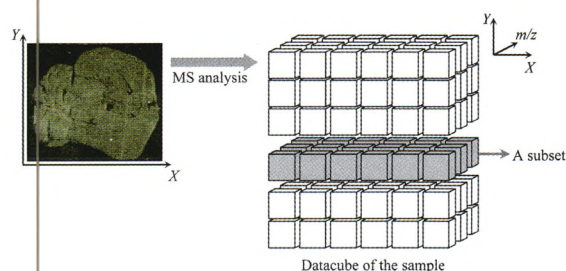 Y
MS analysis
X
Y
m/z
X
A subset
Datacube of the sample